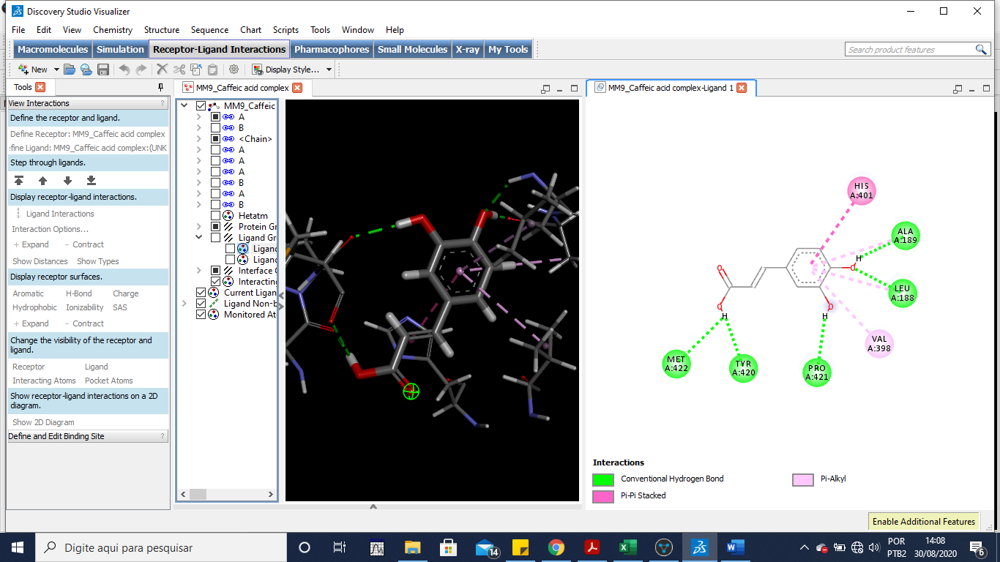 Discovery Studio Visualizer
File Edit View Chemistry Structure Sequence Chart Scripts Tools Window Help
Macromolecules Simulation Receptor-Ligand Interactions Pharmacophores Small Molecules X-ray My Tools
Search product features
New Display Style...
Tools
View Interactions ?
Define the receptor and ligand.
Define Receptor: MM9_Caffeic acid complex
fine Ligand: MM9_Caffeic acid complex:(UNK
Step through ligands.
Display receptor-ligand interactions.
Ligand Interactions
Interaction Options...
+ Expand − Contract
Show Distances Show Types
Display receptor surfaces.
Aromatic H-Bond Charge
Hydrophobic Ionizability SAS
+ Expand − Contract
Change the visibility of the receptor and
ligand.
Receptor Ligand
Interacting Atoms Pocket Atoms
Show receptor-ligand interactions on a 2D
diagram.
Show 2D Diagram
Define and Edit Binding Site ?
MM9_Caffeic acid complex
MM9_Caffeic
A
B
<Chain>
A
A
A
B
A
B
Hetatm
Protein Gr
Ligand Gr
Ligand
Ligand
Interface
Interacting
Current Ligan
Ligand Non-b
Monitored At
MM9_Caffeic acid complex-Ligand 1
HIS
A:401
ALA
A:189
H
O
O
LEU
A:188
O
H
O
H
VAL
A:398
MET
A:422
TYR
A:420
PRO
A:421
Interactions
Conventional Hydrogen Bond
Pi-Pi Stacked
Pi-Alkyl
Enable Additional Features
Digite aqui para pesquisar
14
POR
PTB2
14:08
30/08/2020
6